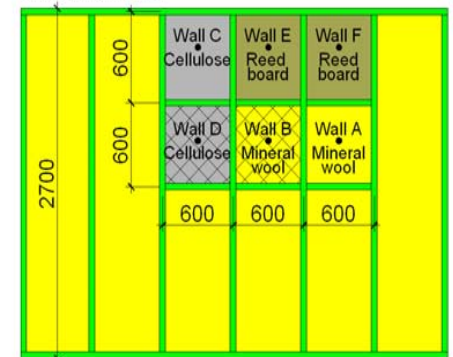 Wall C
Cellulose
Wall E
Reed
board
Wall F
Reed
board
600
Wall D
Cellulose
Wall B
Mineral
wool
Wall A
Mineral
wool
600
2700
600
600
600